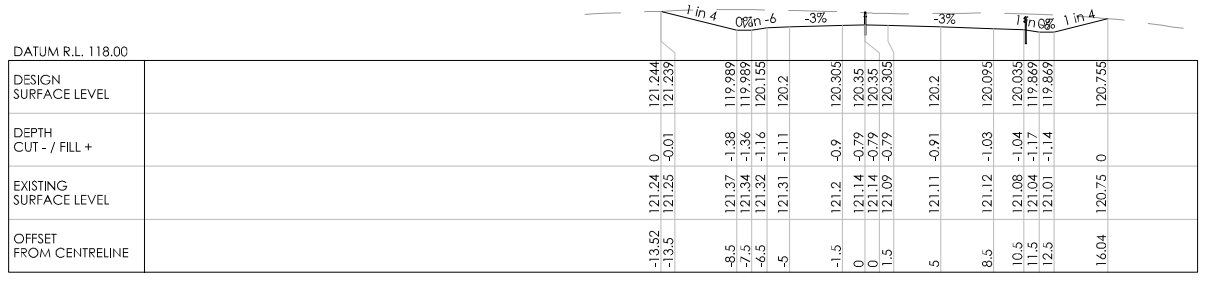 1 in 4 0% 1 in -6 -3% -3% 0% 1 in 4
DATUM R.L. 118.00
DESIGN
SURFACE LEVEL
121.244 121.239 119.989 119.989 120.155 120.2 120.305 120.35 120.35 120.305 120.2 120.095 120.035 119.869 119.869 120.755
DEPTH
CUT - / FILL +
0 -0.01 -1.38 -1.36 -1.16 -1.11 -0.9 -0.79 -0.79 -0.79 -0.91 -1.03 -1.04 -1.17 -1.14 0
EXISTING
SURFACE LEVEL
121.24 121.25 121.37 121.34 121.32 121.31 121.2 121.14 121.14 121.09 121.11 121.12 121.08 121.04 121.01 120.75
OFFSET
FROM CENTRELINE
-13.52 -13.5 -8.5 -7.5 -6.5 -5 -1.5 0 0 1.5 5 8.5 10.5 11.5 12.5 16.04